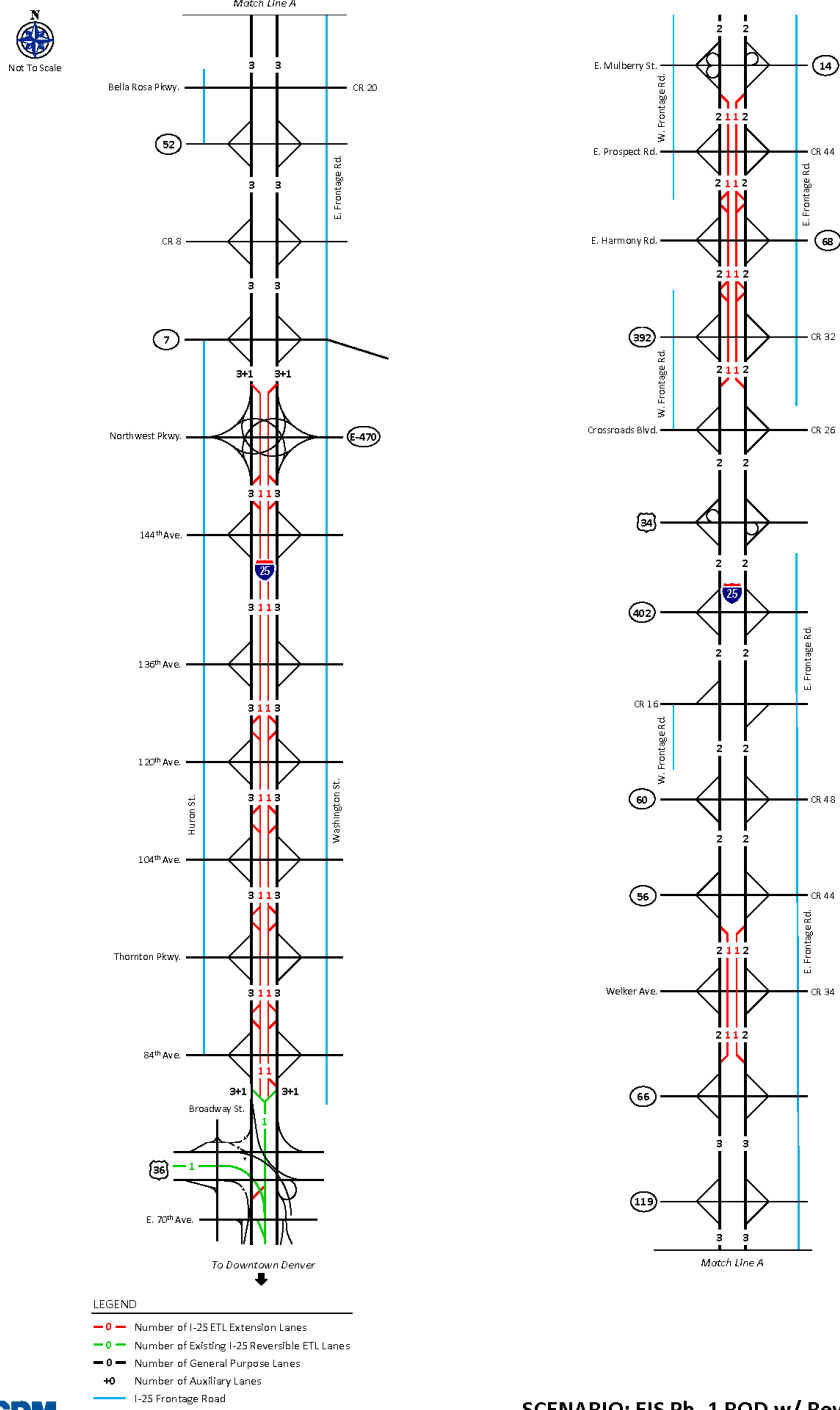 Match Line A
N
Not To Scale
3 3
Bella Rosa Pkwy. CR 20
52
3 3
E. Frontage Rd.
CR 8
3 3
7
3+1 3+1
Northwest Pkwy. E-470
3 1 1 3
144th Ave.
25
3 1 1 3
136th Ave.
3 1 1 3
120th Ave.
Huron St.
Washington St.
3 1 1 3
104th Ave.
3 1 1 3
Thornton Pkwy.
3 1 1 3
84th Ave.
1 1
3+1 3+1
Broadway St.
1
36 1
E. 70th Ave.
To Downtown Denver
2 2
E. Mulberry St. 14
W. Frontage Rd.
2 1 1 2
E. Prospect Rd. CR 44
2 1 1 2
E. Frontage Rd.
E. Harmony Rd. 68
2 1 1 2
392 CR 32
2 1 1 2
W. Frontage Rd.
Crossroads Blvd. CR 26
2 2
34
2 2
25
402
2 2
E. Frontage Rd.
CR 16
W. Frontage Rd.
2 2
60 CR 48
2 2
56 CR 44
2 1 1 2
E. Frontage Rd.
Welker Ave. CR 34
2 1 1 2
66
3 3
119
3 3
Match Line A
LEGEND
0 Number of I-25 ETL Extension Lanes
0 Number of Existing I-25 Reversible ETL Lanes
0 Number of General Purpose Lanes
+0 Number of Auxiliary Lanes
I-25 Frontage Road